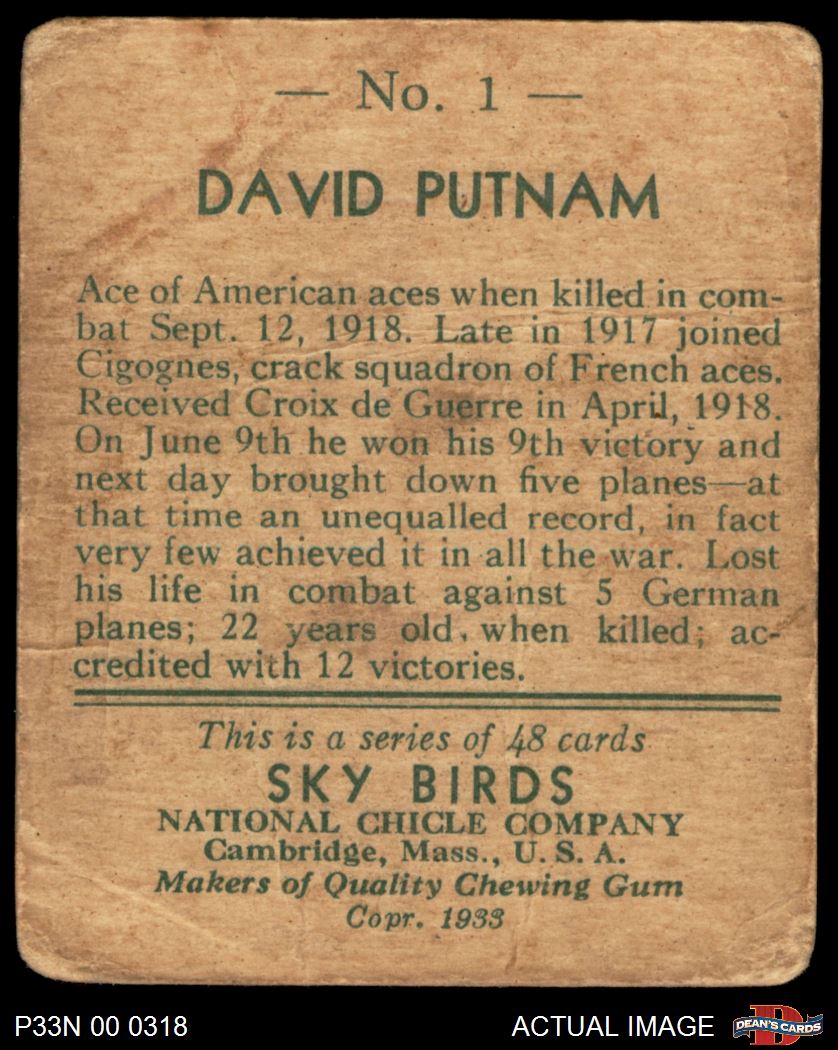 — No. 1 —
DAVID PUTNAM
Ace of American aces when killed in com-
bat Sept. 12, 1918. Late in 1917 joined
Cigognes, crack squadron of French aces.
Received Croix de Guerre in April, 1918.
On June 9th he won his 9th victory and
next day brought down five planes—at
that time an unequalled record, in fact
very few achieved it in all the war. Lost
his life in combat against 5 German
planes; 22 years old, when killed; ac-
credited with 12 victories.
This is a series of 48 cards
SKY BIRDS
NATIONAL CHICLE COMPANY
Cambridge, Mass., U. S. A.
Makers of Quality Chewing Gum
Copr. 1933
P33N 00 0318 ACTUAL IMAGE D DEAN'S CARDS